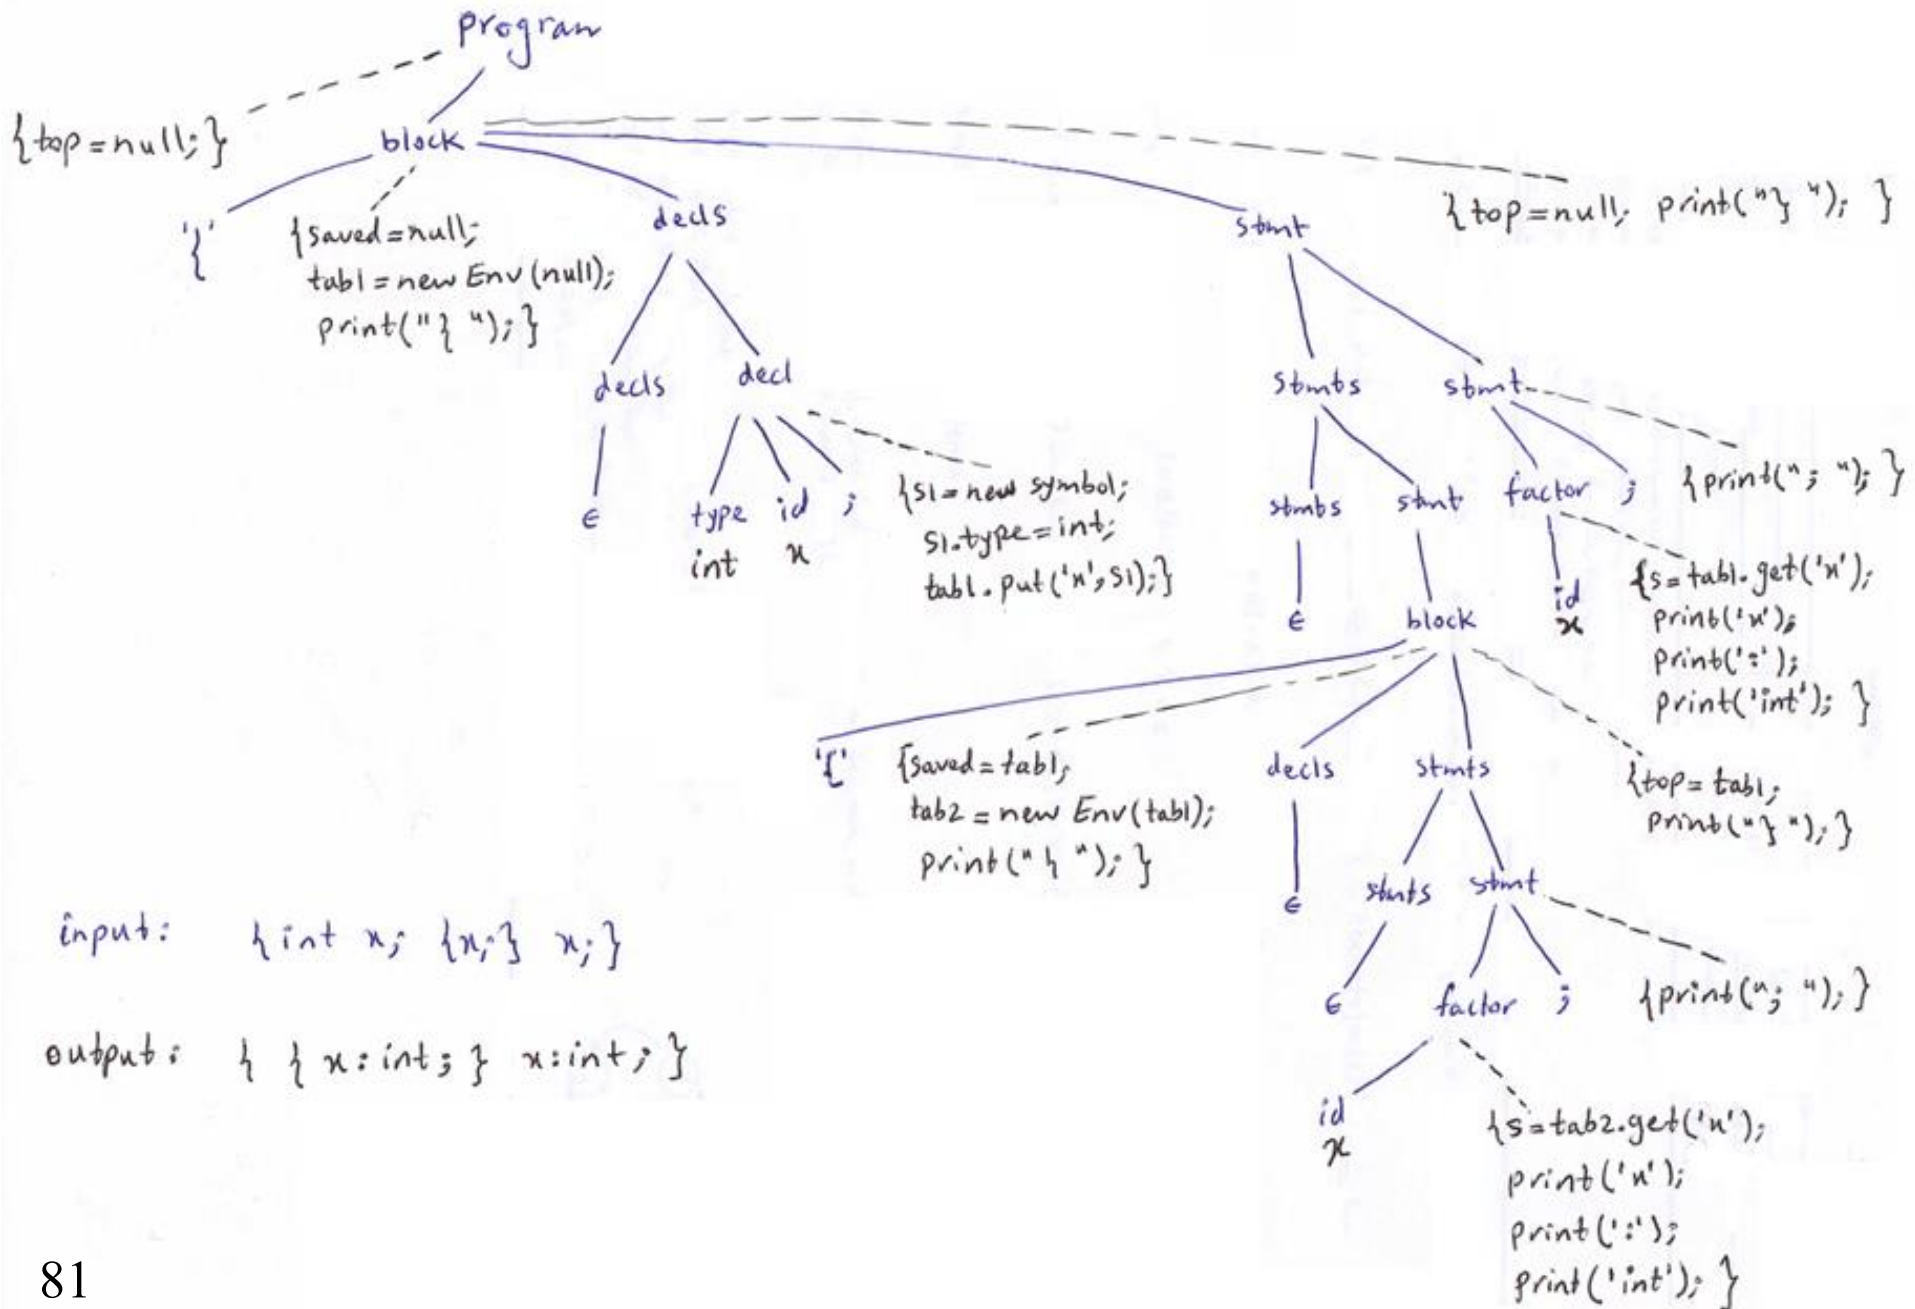 program
{top=null;}
block
'{'
{saved=null;
tab1=new Env(null);
print("{ ");}
decls
stmt
{top=null; print("} "); }
decls
decl
stmts
stmt
ϵ
type id ;
int x
{s1=new symbol;
s1.type=int;
tab1.put('x',s1);}
stmts
stmt
factor ;
{print("; "); }
ϵ
block
id
x
{s=tab1.get('x');
print('x');
print(':');
print('int'); }
'{'
{saved=tab1;
tab2=new Env(tab1);
print("{ "); }
decls
stmts
{top=tab1;
print("} "); }
ϵ
stmts
stmt
ϵ
factor ;
{print("; "); }
id
x
{s=tab2.get('x');
print('x');
print(':');
print('int'); }
input: {int x; {x;} x;}
output: { { x:int; } x:int; }
81